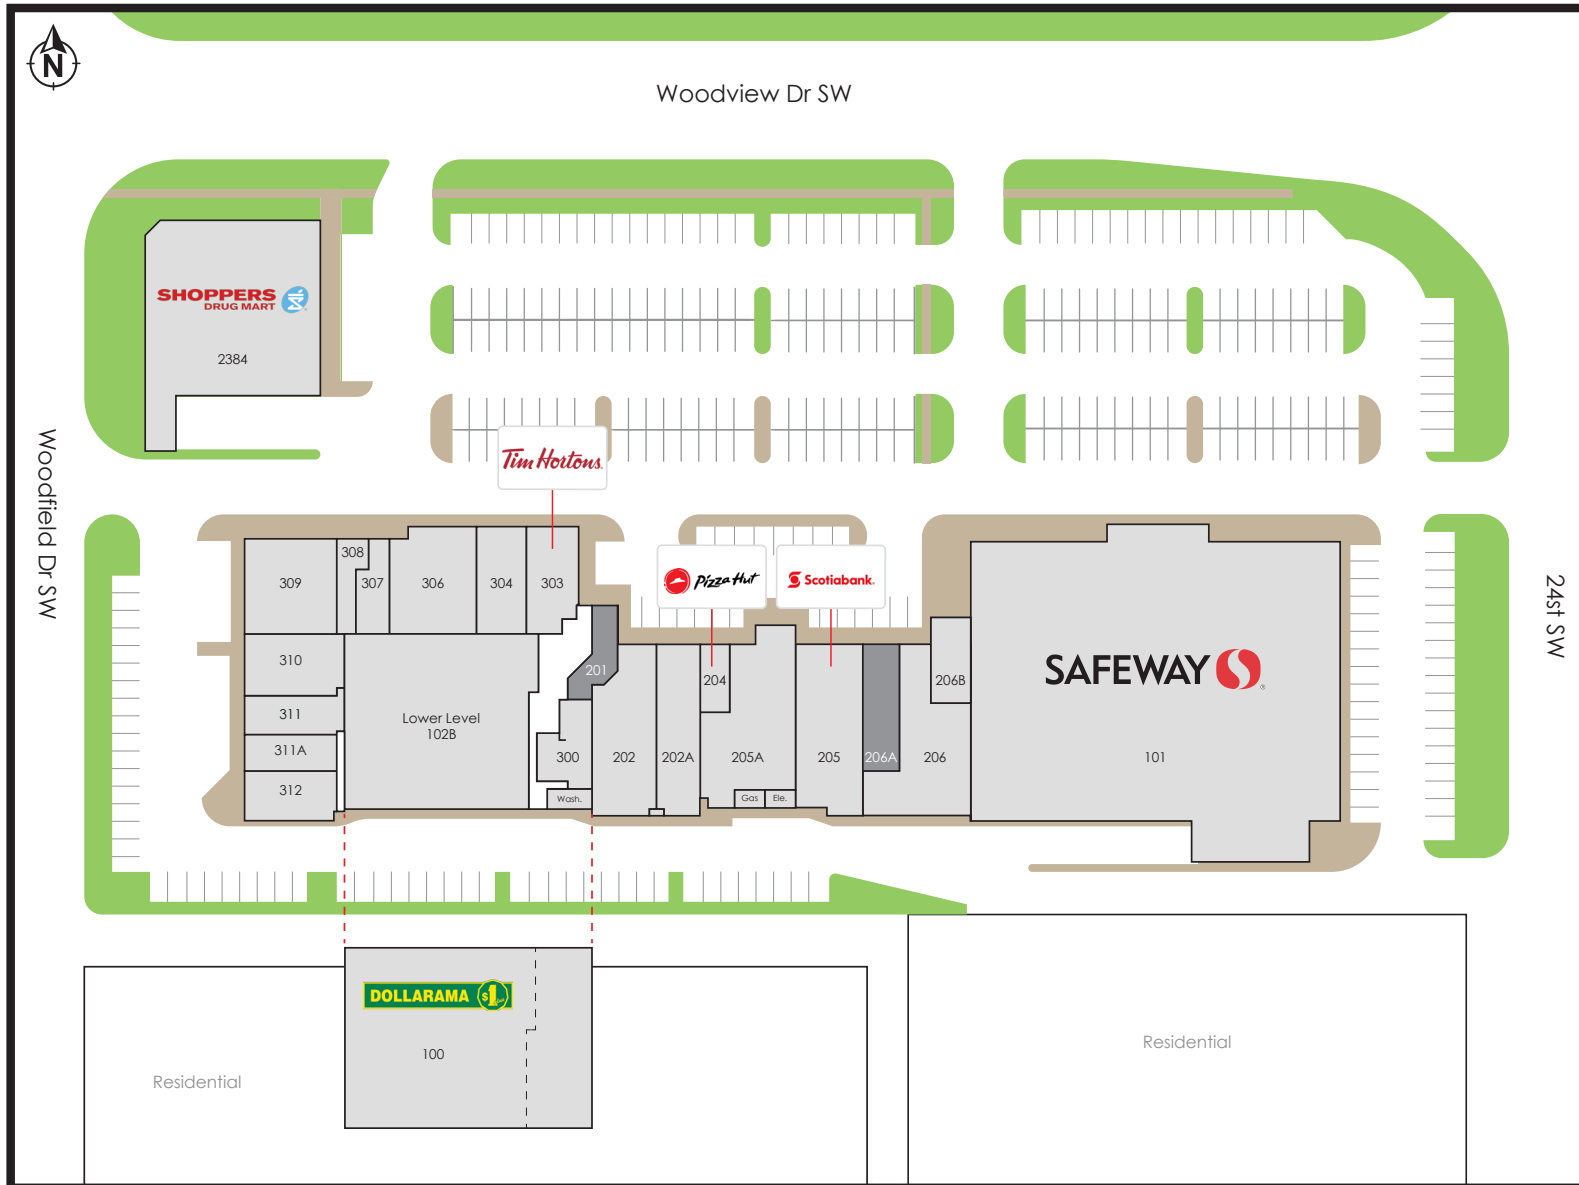 N
Woodview Dr SW
SHOPPERS
DRUG MART
2384
Woodfield Dr SW
Tim Hortons.
Pizza Hut
Scotiabank.
24st SW
309
308
307
306
304
303
310
311
311A
312
Lower Level
102B
201
300
Wash.
202
202A
204
205A
Gas
Ele.
205
206A
206
206B
SAFEWAY
®
101
DOLLARAMA $1
100
Residential
Residential